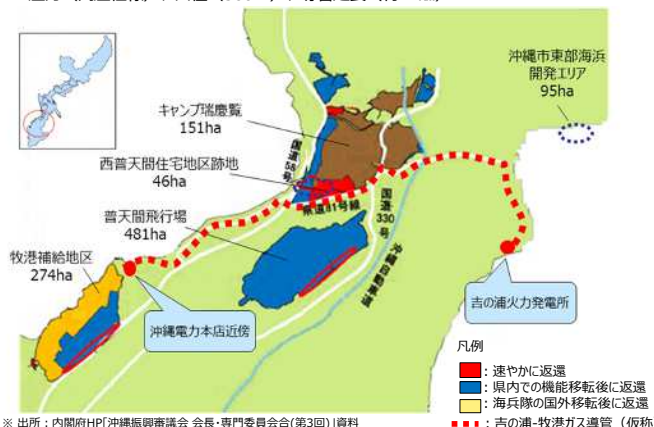 沖縄市東部海浜
開発エリア
95ha
キャンプ瑞慶覧
151ha
国道58号
西普天間住宅地区跡地
46ha
県道81号線
国道330号
普天間飛行場
481ha
沖縄自動車道
牧港補給地区
274ha
吉の浦火力発電所
沖縄電力本店近傍
凡例
：速やかに返還
：県内での機能移転後に返還
：海兵隊の国外移転後に返還
：吉の浦-牧港ガス導管（仮称
※ 出所：内閣府HP「沖縄振興審議会 会長・専門委員会合(第3回)」資料